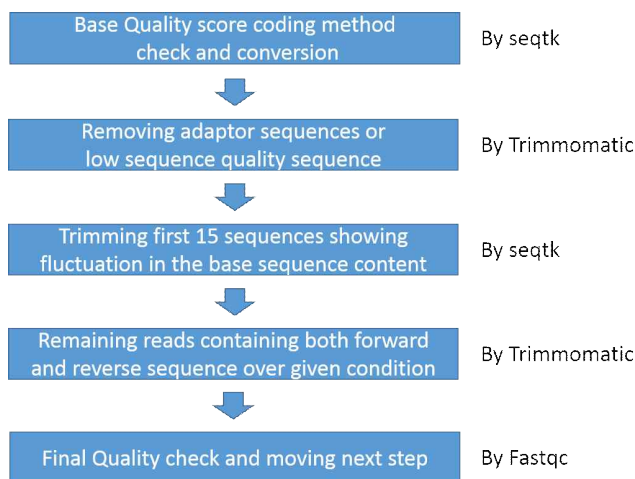 Base Quality score coding method
check and conversion
By seqtk
Removing adaptor sequences or
low sequence quality sequence
By Trimmomatic
Trimming first 15 sequences showing
fluctuation in the base sequence content
By seqtk
Remaining reads containing both forward
and reverse sequence over given condition
By Trimmomatic
Final Quality check and moving next step
By Fastqc